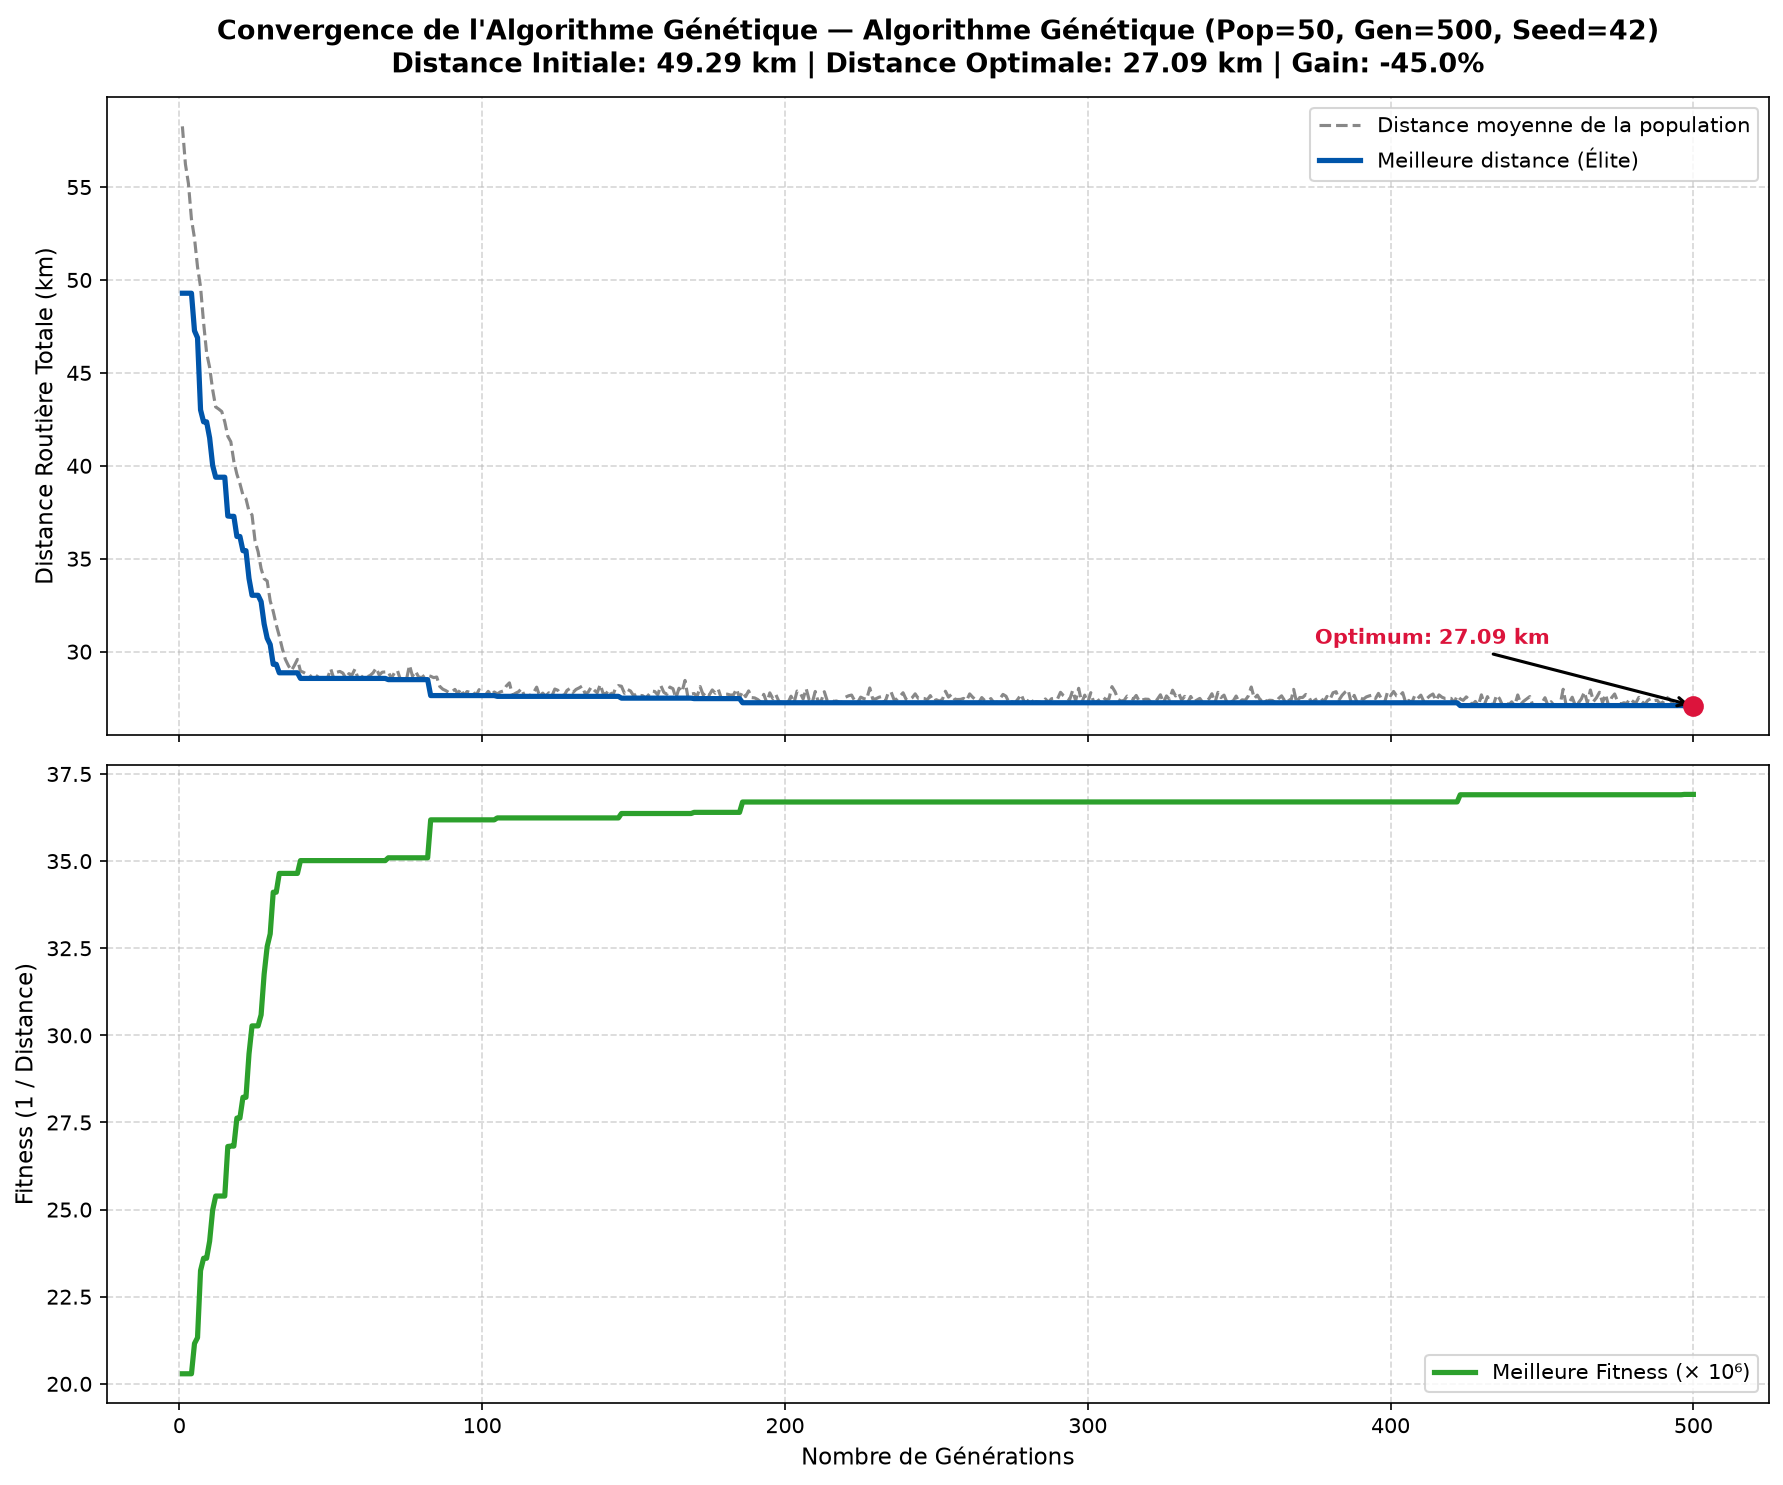 Convergence de l'Algorithme Génétique — Algorithme Génétique (Pop=50, Gen=500, Seed=42)
Distance Initiale: 49.29 km | Distance Optimale: 27.09 km | Gain: -45.0%
Distance moyenne de la population
Meilleure distance (Élite)
Distance Routière Totale (km)
55
50
45
40
35
30
Optimum: 27.09 km
Fitness (1 / Distance)
37.5
35.0
32.5
30.0
27.5
25.0
22.5
20.0
Meilleure Fitness (× 10⁶)
0
100
200
300
400
500
Nombre de Générations